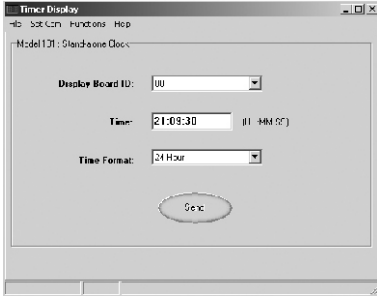 Timer Display
File Set Com Functions Help
Model 101 : Standalone Clock
Display Board ID: 00
Time: 21:09:30 (HH:MM:SS)
Time Format: 24 Hour
Send